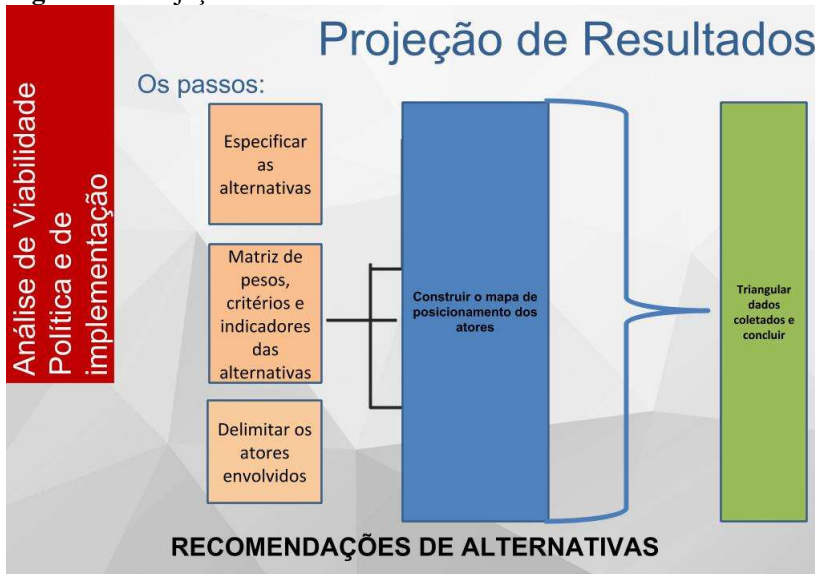 Projeção de Resultados
Análise de Viabilidade
Política e de
implementação
Os passos:
Especificar
as
alternativas
Matriz de
pesos,
critérios e
indicadores
das
alternativas
Delimitar os
atores
envolvidos
Construir o mapa de
posicionamento dos
atores
Triangular
dados
coletados e
concluir
RECOMENDAÇÕES DE ALTERNATIVAS